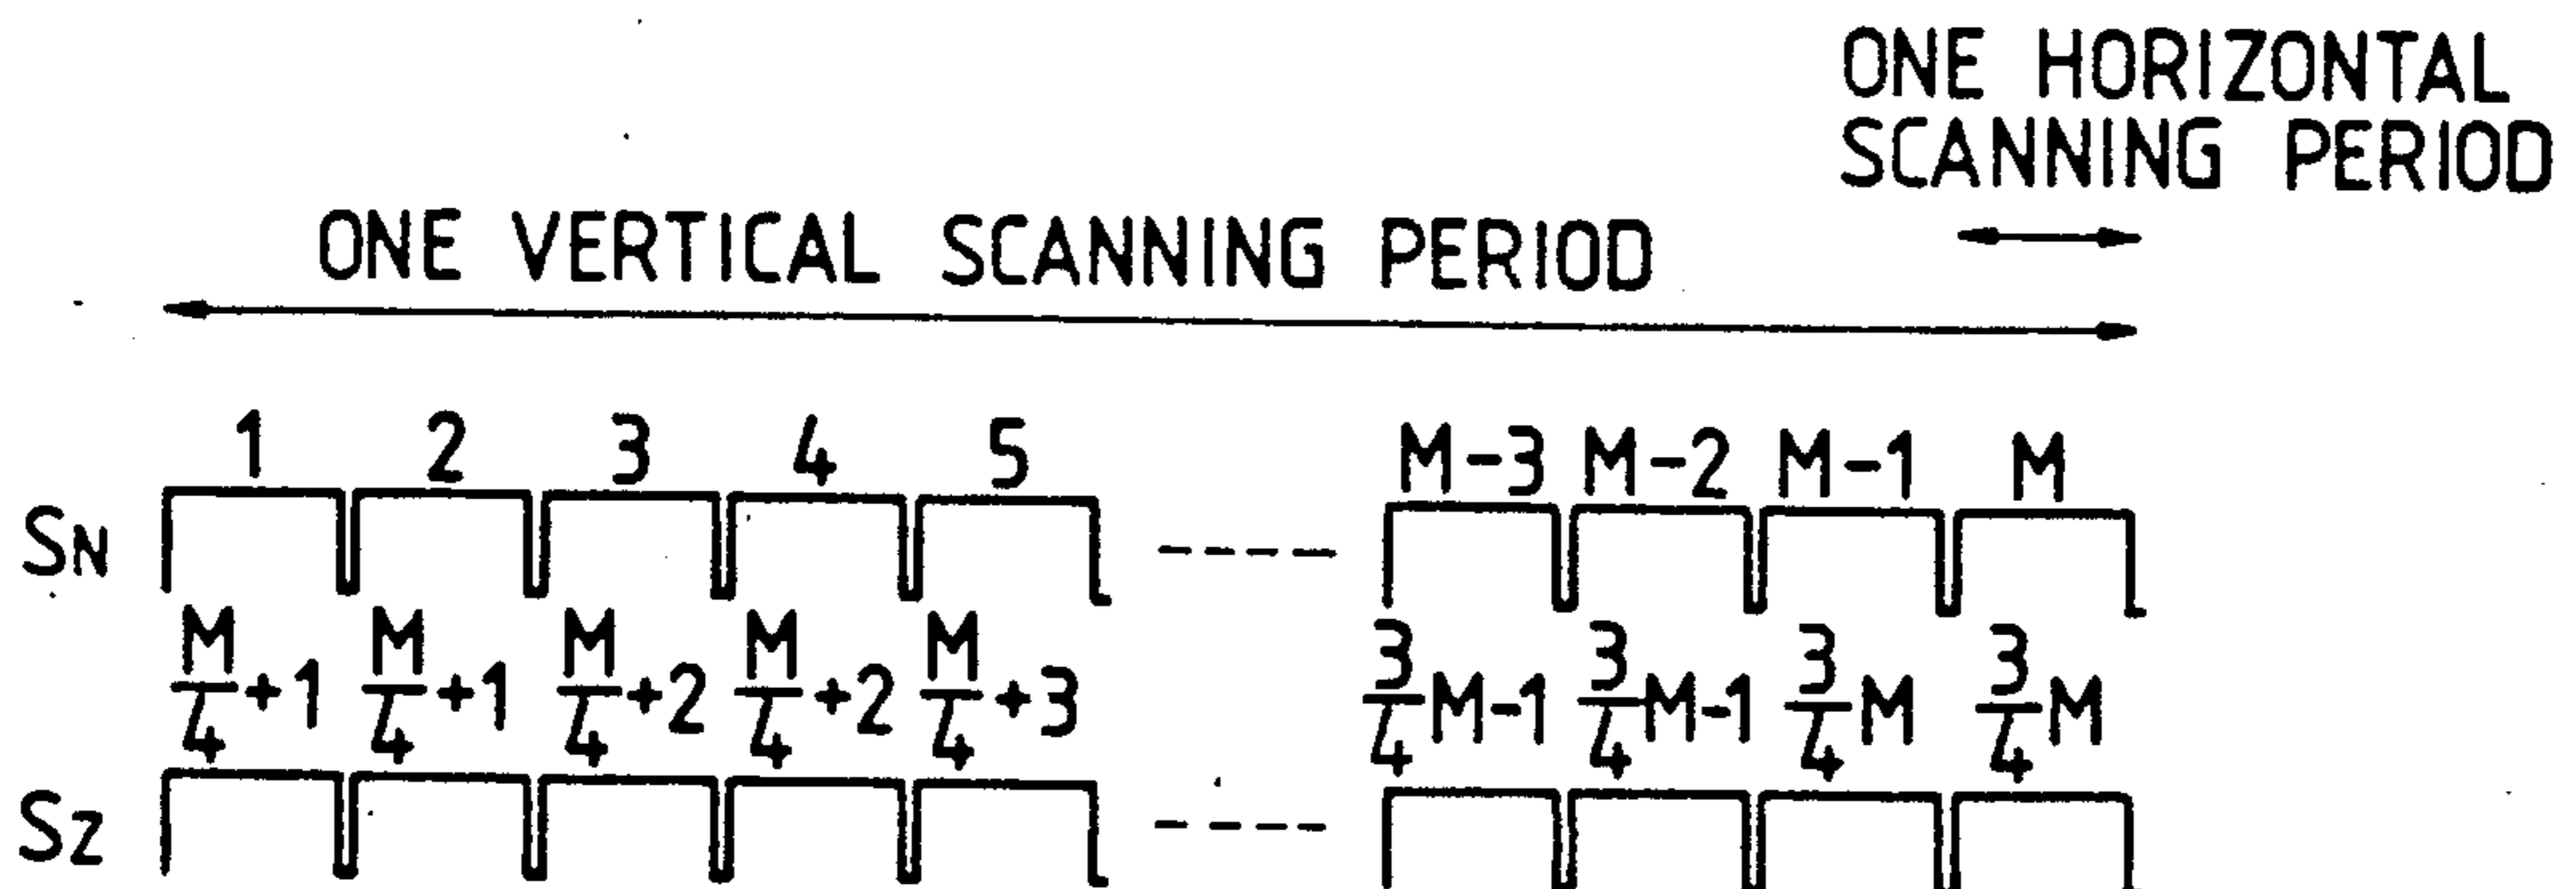 ONE HORIZONTAL
SCANNING PERIOD
ONE VERTICAL SCANNING PERIOD
1 2 3 4 5 ----- M-3 M-2 M-1 M
SN
M/4+1 M/4+1 M/4+2 M/4+2 M/4+3 3/4M-1 3/4M-1 3/4M 3/4M
SZ ----